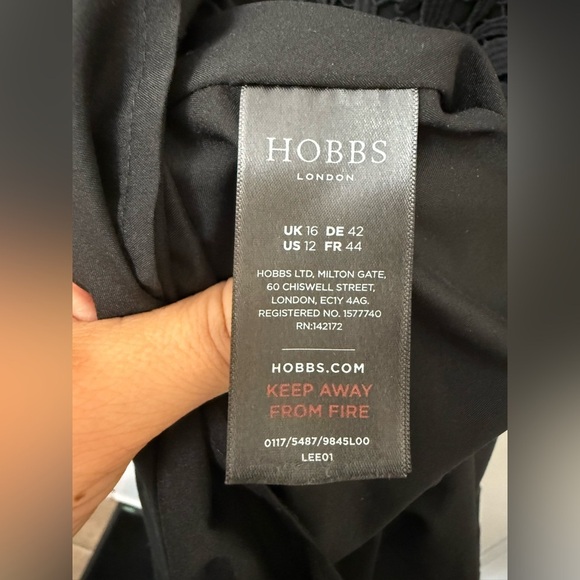 HOBBS
LONDON
UK 16 DE 42
US 12 FR 44
HOBBS LTD, MILTON GATE,
60 CHISWELL STREET,
LONDON, EC1Y 4AG.
REGISTERED NO. 1577740
RN:142172
HOBBS.COM
KEEP AWAY
FROM FIRE
0117/5487/9845L00
LEE01